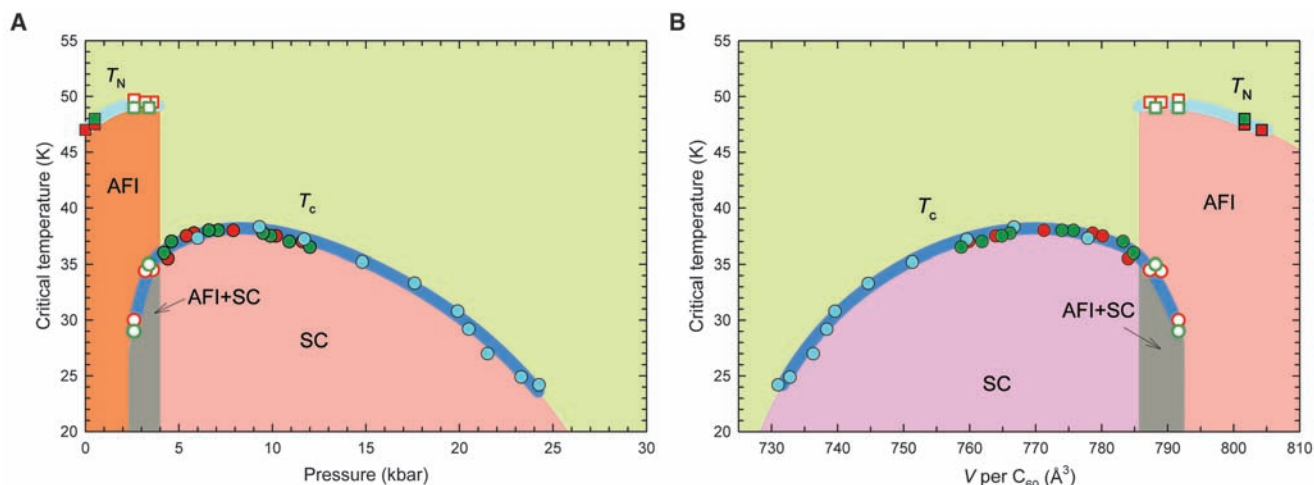 A
B
55
50
45
40
35
30
25
20
Critical temperature (K)
T_N
AFI
T_c
AFI+SC
SC
0 5 10 15 20 25 30
Pressure (kbar)
55
50
45
40
35
30
25
20
Critical temperature (K)
T_N
T_c
AFI
AFI+SC
SC
730 740 750 760 770 780 790 800 810
V per C₆₀ (Å³)